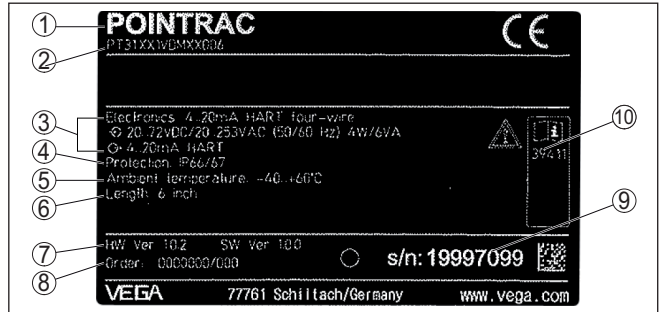 ① POINTRAC
② PT31XX1VDMXX006
③ Electronics 4..20mA HART four-wire
20..72VDC/20..253VAC (50/60 Hz) 4W/6VA
4..20mA HART
④ Protection: IP66/67
⑤ Ambient temperature: -40..+60°C
⑥ Length: 6 inch
⑩
i
39411
⑨
⑦ HW Ver 1.0.2 SW Ver 1.0.0
⑧ Order: 0000000/000
s/n: 19997099
VEGA 77761 Schiltach/Germany www.vega.com
CE